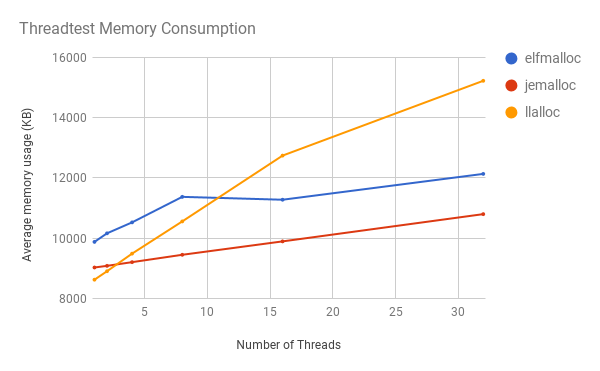 Threadtest Memory Consumption
16000
14000
12000
10000
8000
Average memory usage (KB)
5
10
15
20
25
30
Number of Threads
elfmalloc
jemalloc
llalloc